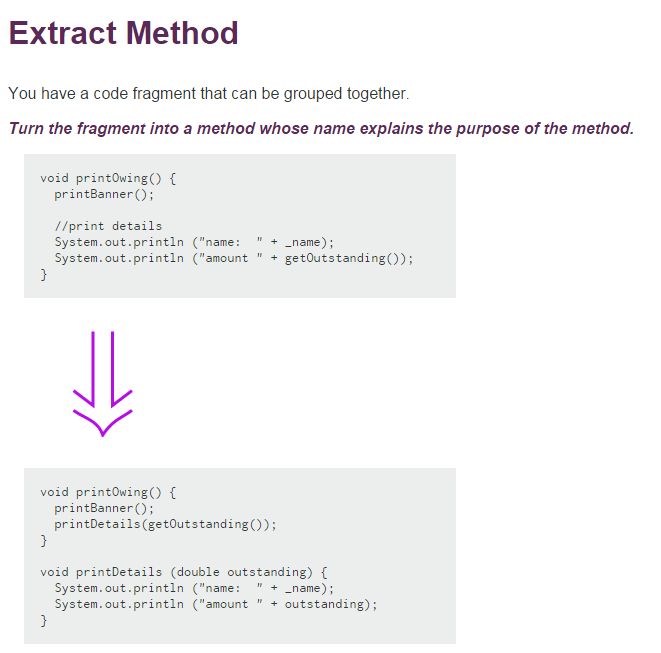 Extract Method
You have a code fragment that can be grouped together.
Turn the fragment into a method whose name explains the purpose of the method.
void printOwing() {
  printBanner();

  //print details
  System.out.println ("name:  " + _name);
  System.out.println ("amount " + getOutstanding());
}
void printOwing() {
  printBanner();
  printDetails(getOutstanding());
}

void printDetails (double outstanding) {
  System.out.println ("name:  " + _name);
  System.out.println ("amount " + outstanding);
}